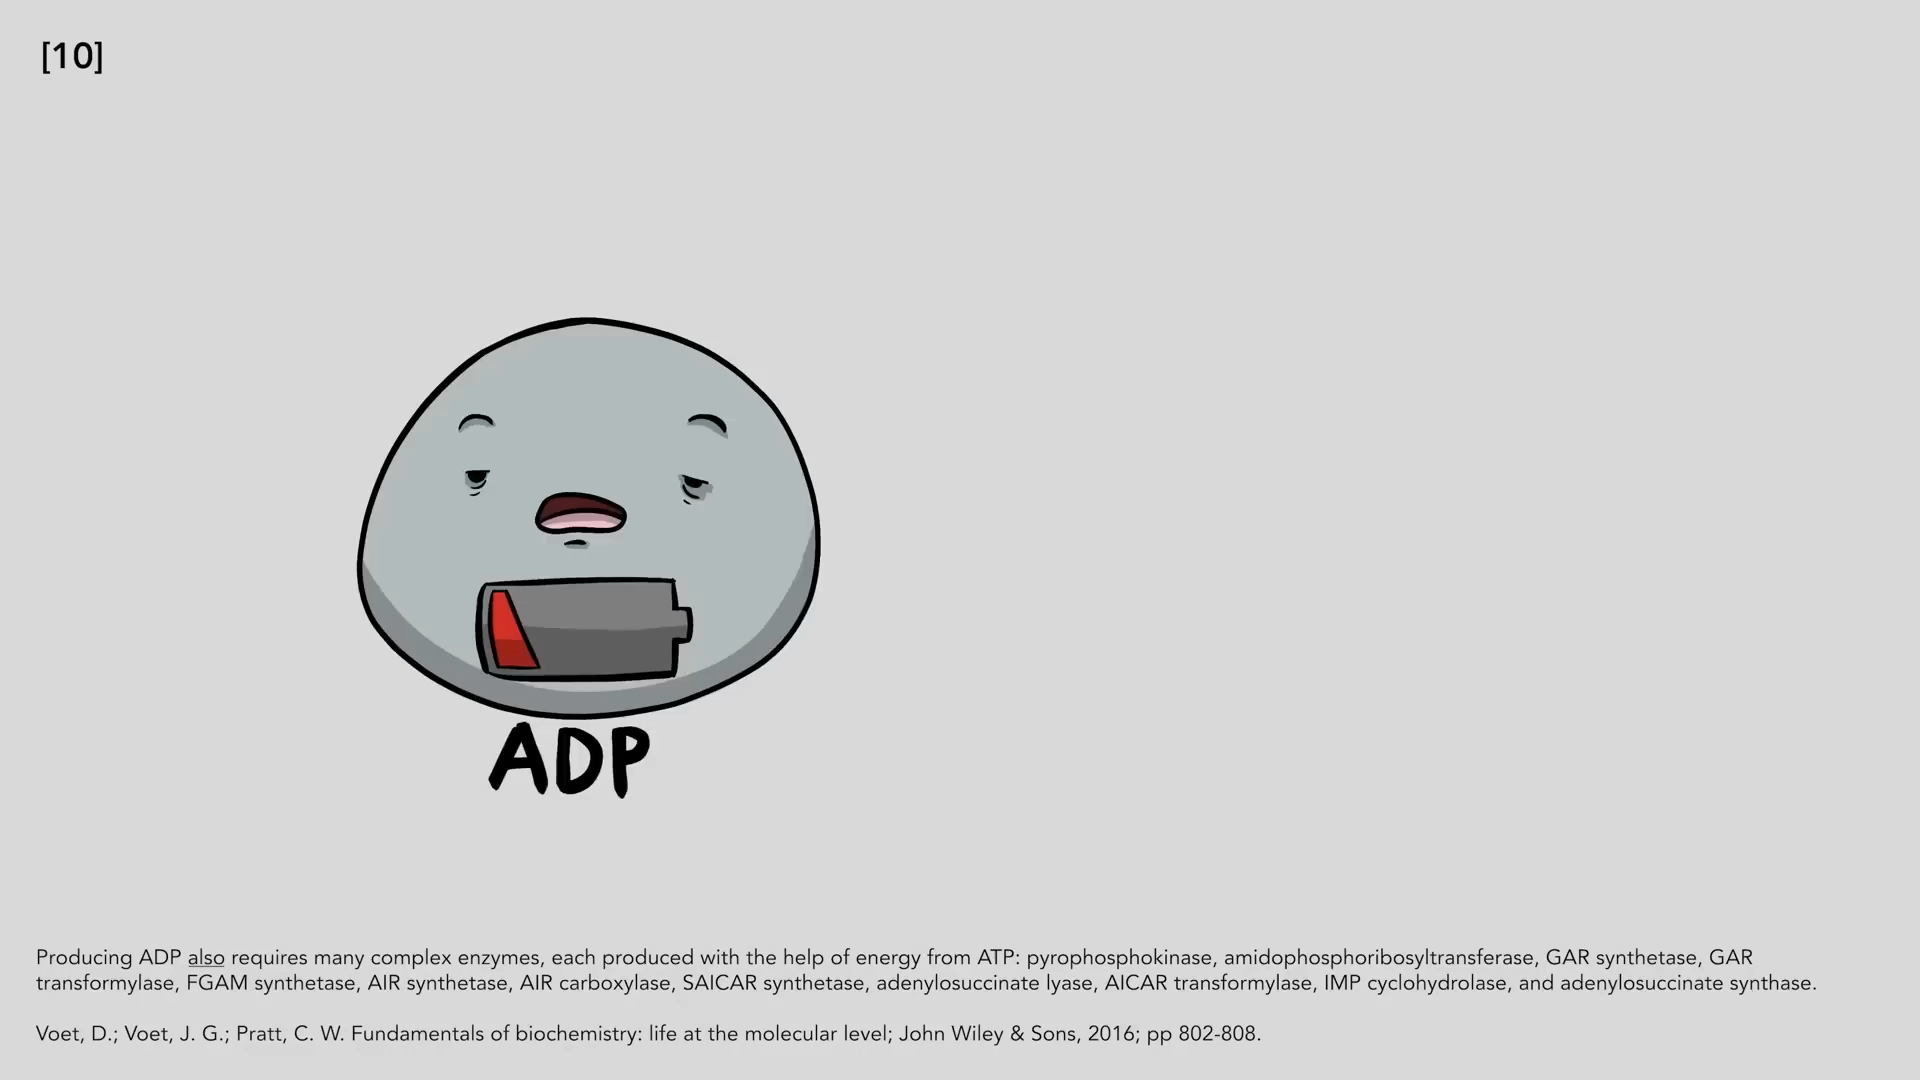 [10]
ADP
Producing ADP also requires many complex enzymes, each produced with the help of energy from ATP: pyrophosphokinase, amidophosphoribosyltransferase, GAR synthetase, GAR
transformylase, FGAM synthetase, AIR synthetase, AIR carboxylase, SAICAR synthetase, adenylosuccinate lyase, AICAR transformylase, IMP cyclohydrolase, and adenylosuccinate synthase.
Voet, D.; Voet, J. G.; Pratt, C. W. Fundamentals of biochemistry: life at the molecular level; John Wiley & Sons, 2016; pp 802-808.